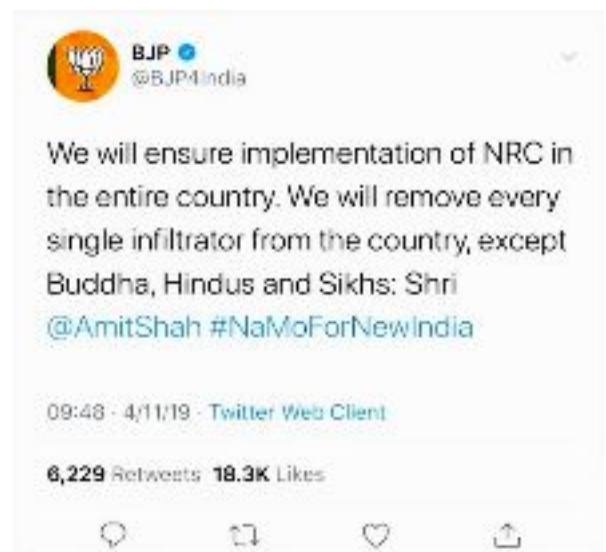 BJP
@BJP4India
We will ensure implementation of NRC in
the entire country. We will remove every
single infiltrator from the country, except
Buddha, Hindus and Sikhs: Shri
@AmitShah #NaMoForNewIndia
09:48 · 4/11/19 · Twitter Web Client
6,229 Retweets 18.3K Likes